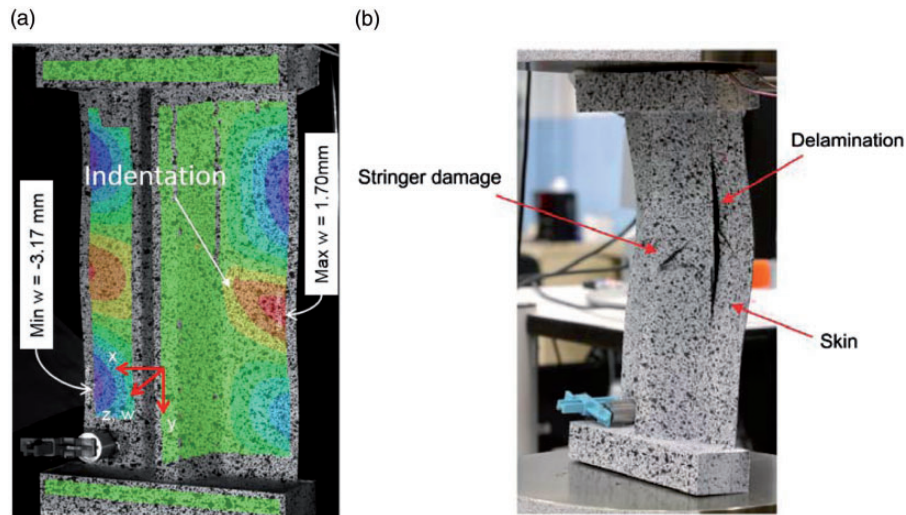 (a)
(b)
Indentation
Min w = -3.17 mm
Max w = 1.70mm
x
z, w
y
Stringer damage
Delamination
Skin